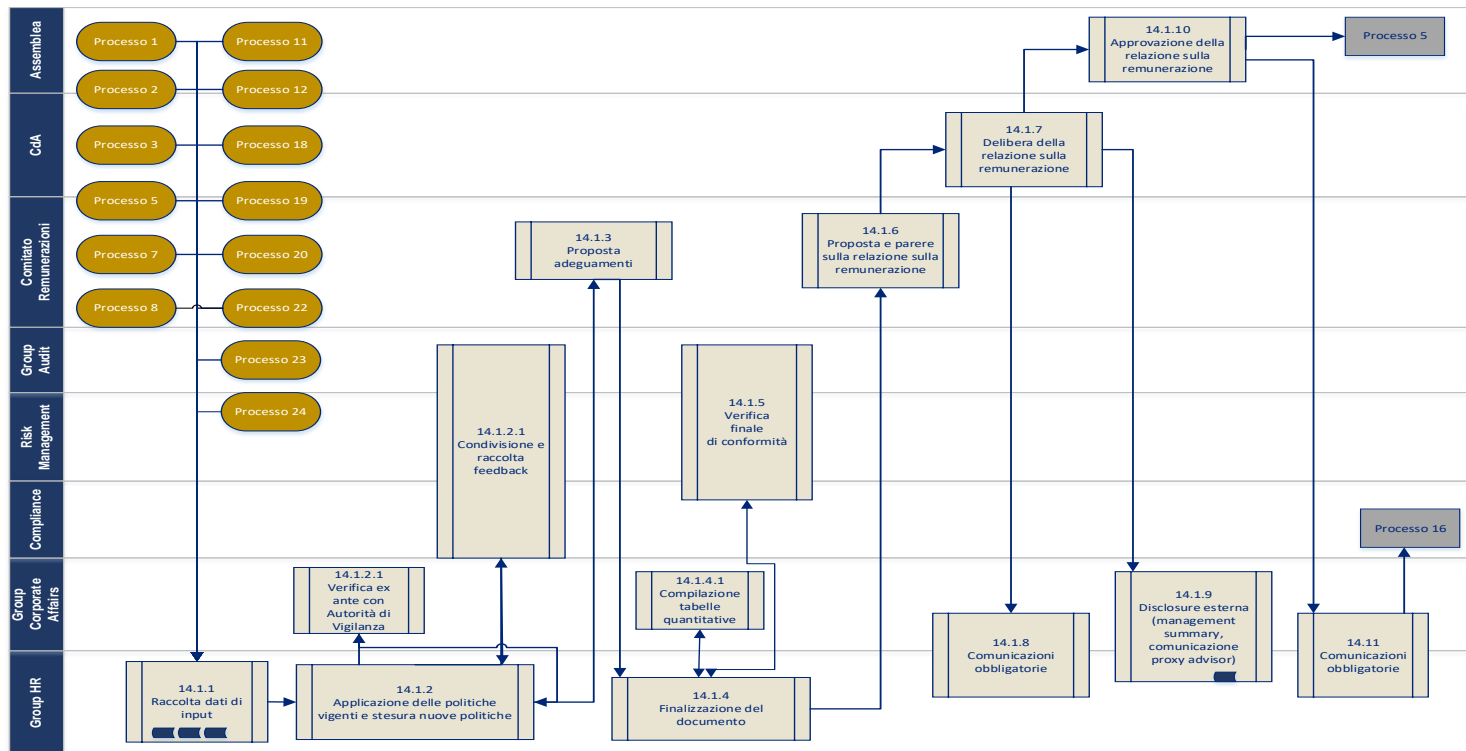 Assemblea
CdA
Comitato
Remunerazioni
Group
Audit
Risk
Management
Compliance
Group
Corporate
Affairs
Group HR
Processo 1
Processo 11
Processo 2
Processo 12
Processo 3
Processo 18
Processo 5
Processo 19
Processo 7
Processo 20
Processo 8
Processo 22
Processo 23
Processo 24
14.1.1
Raccolta dati di
input
14.1.2.1
Verifica ex
ante con
Autorità di
Vigilanza
14.1.2
Applicazione delle politiche
vigenti e stesura nuove politiche
14.1.2.1
Condivisione e
raccolta
feedback
14.1.3
Proposta
adeguamenti
14.1.4.1
Compilazione
tabelle
quantitative
14.1.4
Finalizzazione del
documento
14.1.5
Verifica
finale
di conformità
14.1.6
Proposta e parere
sulla relazione sulla
remunerazione
14.1.7
Delibera della
relazione sulla
remunerazione
14.1.10
Approvazione della
relazione sulla
remunerazione
Processo 5
14.1.8
Comunicazioni
obbligatorie
14.1.9
Disclosure esterna
(management
summary,
comunicazione
proxy advisor)
14.11
Comunicazioni
obbligatorie
Processo 16